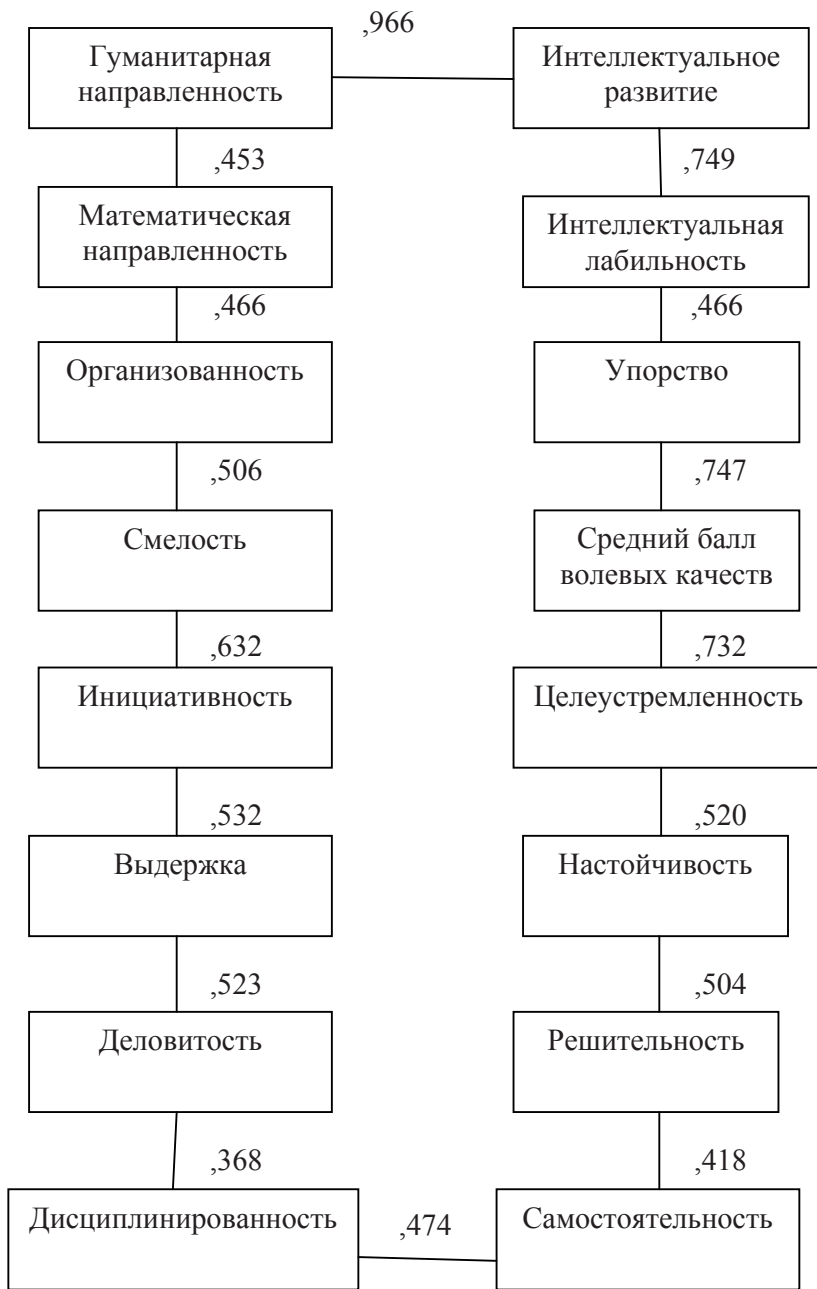 ,966
Гуманитарная
направленность
Интеллектуальное
развитие
,453
,749
Математическая
направленность
Интеллектуальная
лабильность
,466
,466
Организованность
Упорство
,506
,747
Смелость
Средний балл
волевых качеств
,632
,732
Инициативность
Целеустремленность
,532
,520
Выдержка
Настойчивость
,523
,504
Деловитость
Решительность
,368
,418
Дисциплинированность
,474
Самостоятельность